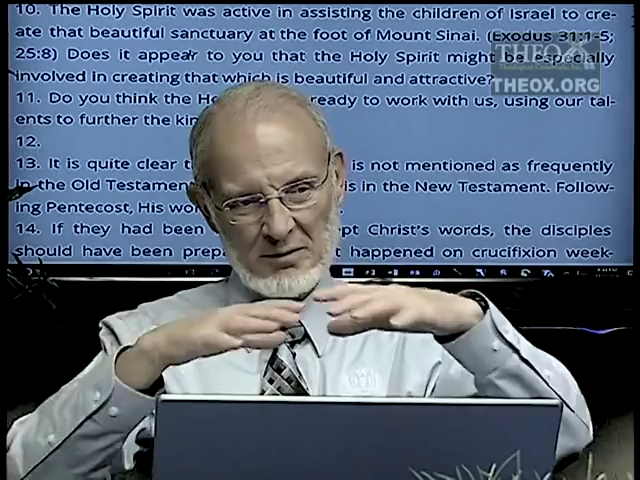 10. The Holy Spirit was active in assisting the children of Israel to cre-
ate that beautiful sanctuary at the foot of Mount Sinai. (Exodus 31:1-5;
25:8) Does it appear to you that the Holy Spirit might be especially
involved in creating that which is beautiful and attractive?
THEOX
THEOX.ORG
11. Do you think the ready to work with us, using our tal-
ents to further the
12.
13. It is quite clear is not mentioned as frequently
in the Old Testament is in the New Testament. Follow-
ing Pentecost, His
14. If they had been Christ's words, the disciples
should have been happened on crucifixion week-